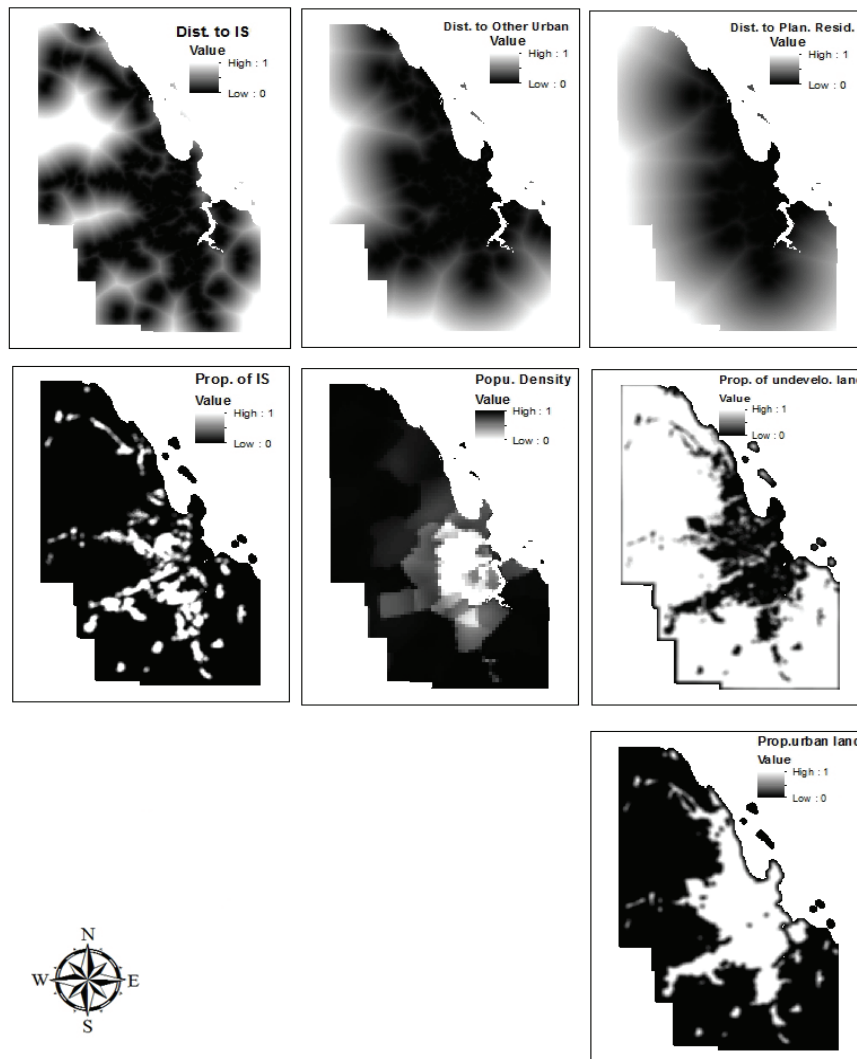 Dist. to IS
Value
High : 1
Low : 0
Dist. to Other Urban
Value
High : 1
Low : 0
Dist. to Plan. Resid.
Value
High : 1
Low : 0
Prop. of IS
Value
High : 1
Low : 0
Popu. Density
Value
High : 1
Low : 0
Prop. of undevelo. land
Value
High : 1
Low : 0
Prop.urban land
Value
High : 1
Low : 0
N
W E
S